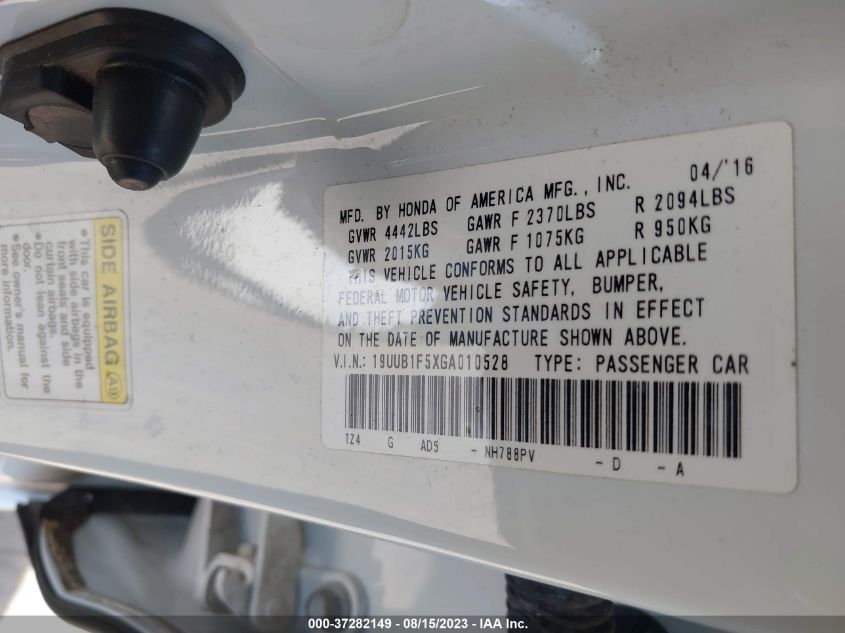 MFD. BY HONDA OF AMERICA MFG., INC. 04/'16
GVWR 4442LBS GAWR F 2370LBS R 2094LBS
GVWR 2015KG GAWR F 1075KG R 950KG
THIS VEHICLE CONFORMS TO ALL APPLICABLE
FEDERAL MOTOR VEHICLE SAFETY, BUMPER,
AND THEFT PREVENTION STANDARDS IN EFFECT
ON THE DATE OF MANUFACTURE SHOWN ABOVE.
V.I.N.: 19UUB1F5XGA010528 TYPE: PASSENGER CAR
TZ4 G AD5 - NH788PV - D - A
SIDE AIRBAG A9
•This car is equipped
with side airbags in the
front seats and side
curtain airbags.
•Do not lean against the
door.
•See owner's manual for
more information.
000-37282149 - 08/15/2023 - IAA Inc.